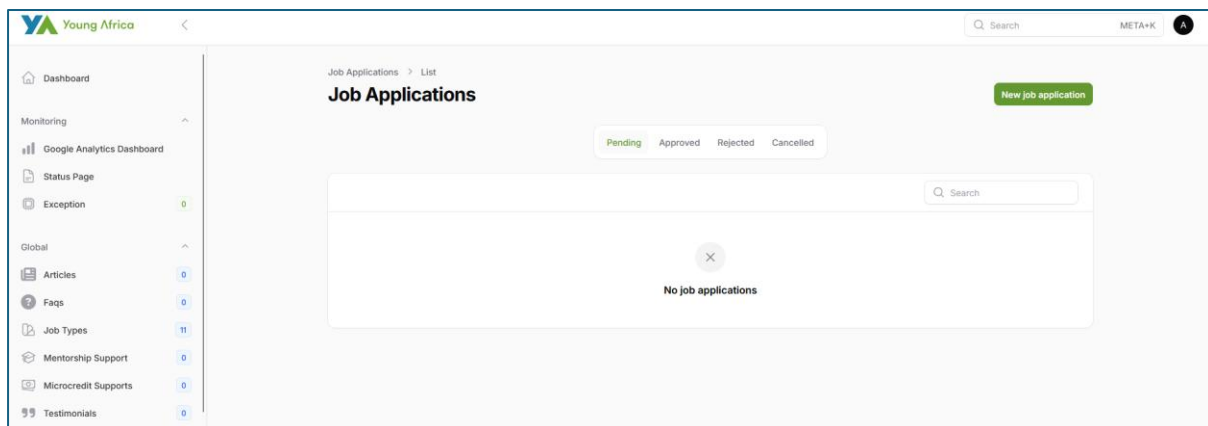 YA Young Africa
Search META+K A
Dashboard
Monitoring
Google Analytics Dashboard
Status Page
Exception 0
Global
Articles 0
Faqs 0
Job Types 11
Mentorship Support 0
Microcredit Supports 0
Testimonials 0
Job Applications > List
Job Applications
New job application
Pending Approved Rejected Cancelled
Search
No job applications